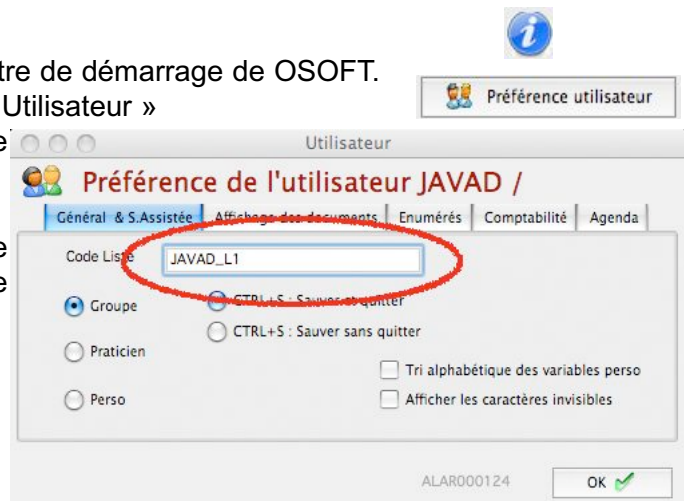 tre de démarrage de OSOFT.
Utilisateur »
Préférence utilisateur
e
Utilisateur
Préférence de l'utilisateur JAVAD /
Général & S.Assistée Affichage des documents Enumérés Comptabilité Agenda
e
e
Code Liste JAVAD_L1
Groupe
CTRL+S : Sauver et quitter
CTRL+S : Sauver sans quitter
Praticien
Tri alphabétique des variables perso
Perso
Afficher les caractères invisibles
ALAR000124
OK